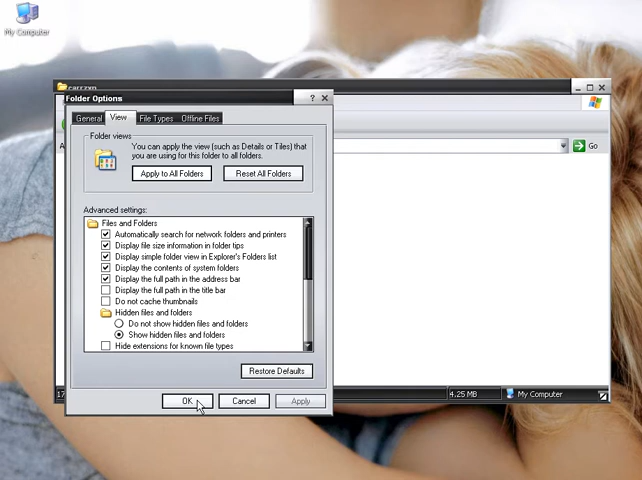 My Computer
carrzxp
Folder Options
General
View
File Types
Offline Files
Folder views
You can apply the view (such as Details or Tiles) that
you are using for this folder to all folders.
Apply to All Folders
Reset All Folders
Advanced settings:
Files and Folders
Automatically search for network folders and printers
Display file size information in folder tips
Display simple folder view in Explorer's Folders list
Display the contents of system folders
Display the full path in the address bar
Display the full path in the title bar
Do not cache thumbnails
Hidden files and folders
Do not show hidden files and folders
Show hidden files and folders
Hide extensions for known file types
Restore Defaults
OK
Cancel
Apply
Go
4.25 MB
My Computer